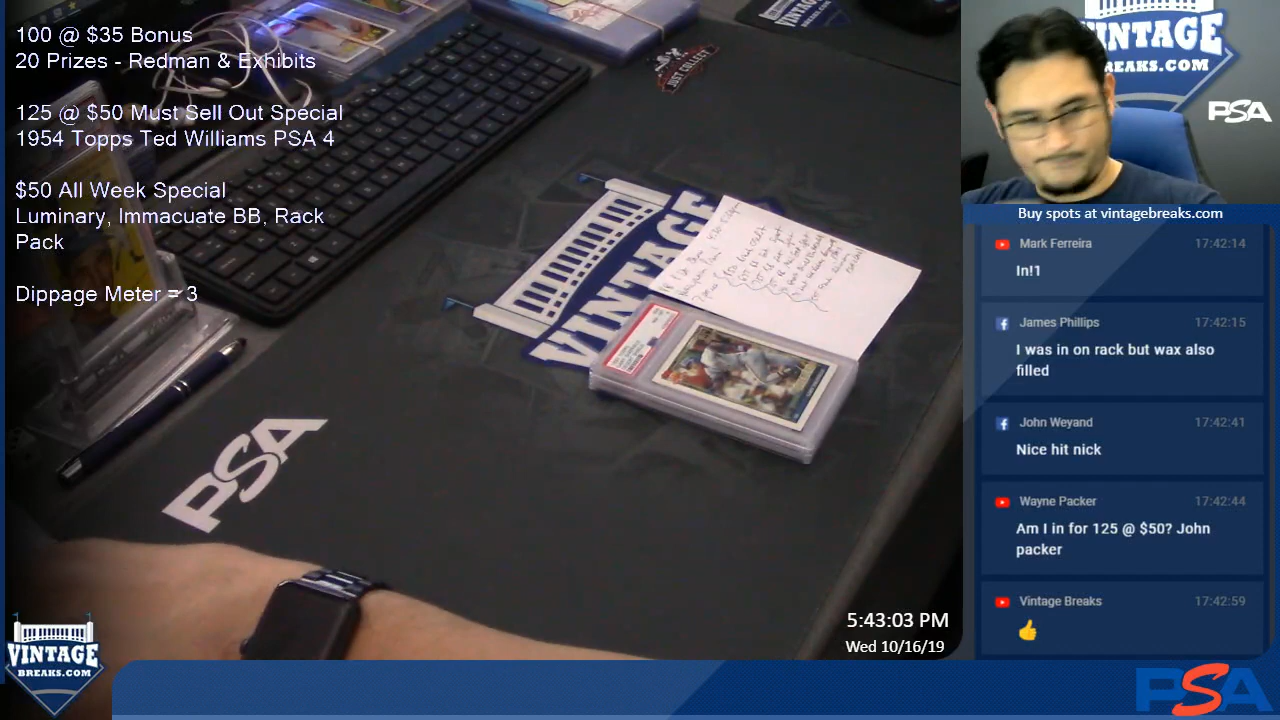 100 @ $35 Bonus
20 Prizes - Redman & Exhibits
125 @ $50 Must Sell Out Special
1954 Topps Ted Williams PSA 4
$50 All Week Special
Luminary, Immacuate BB, Rack
Pack
Dippage Meter = 3
JUST COLLECT
VINTAGE
VINTAGE
PSA
VINTAGE
BREAKS.COM
PSA
Buy spots at vintagebreaks.com
Mark Ferreira 17:42:14
In!1
James Phillips 17:42:15
I was in on rack but wax also
filled
John Weyand 17:42:41
Nice hit nick
Wayne Packer 17:42:44
Am I in for 125 @ $50? John
packer
Vintage Breaks 17:42:59
5:43:03 PM
Wed 10/16/19
VINTAGE
BREAKS.COM
PSA